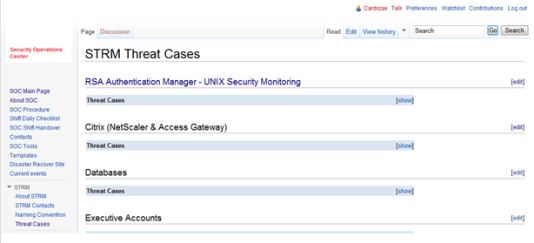 Cardozax Talk Preferences Watchlist Contributions Log out
Page Discussion Read Edit View history Search Go Search
Security Operations
Center
STRM Threat Cases
RSA Authentication Manager - UNIX Security Monitoring [edit]
Threat Cases [show]
Citrix (NetScaler & Access Gateway) [edit]
Threat Cases [show]
Databases [edit]
Threat Cases [show]
Executive Accounts [edit]
SOC Main Page
About SOC
SOC Procedure
Shift Daily Checklist
SOC Shift Handover
Contacts
SOC Tools
Templates
Disaster Recover Site
Current events
STRM
About STRM
STRM Contacts
Naming Convention
Threat Cases